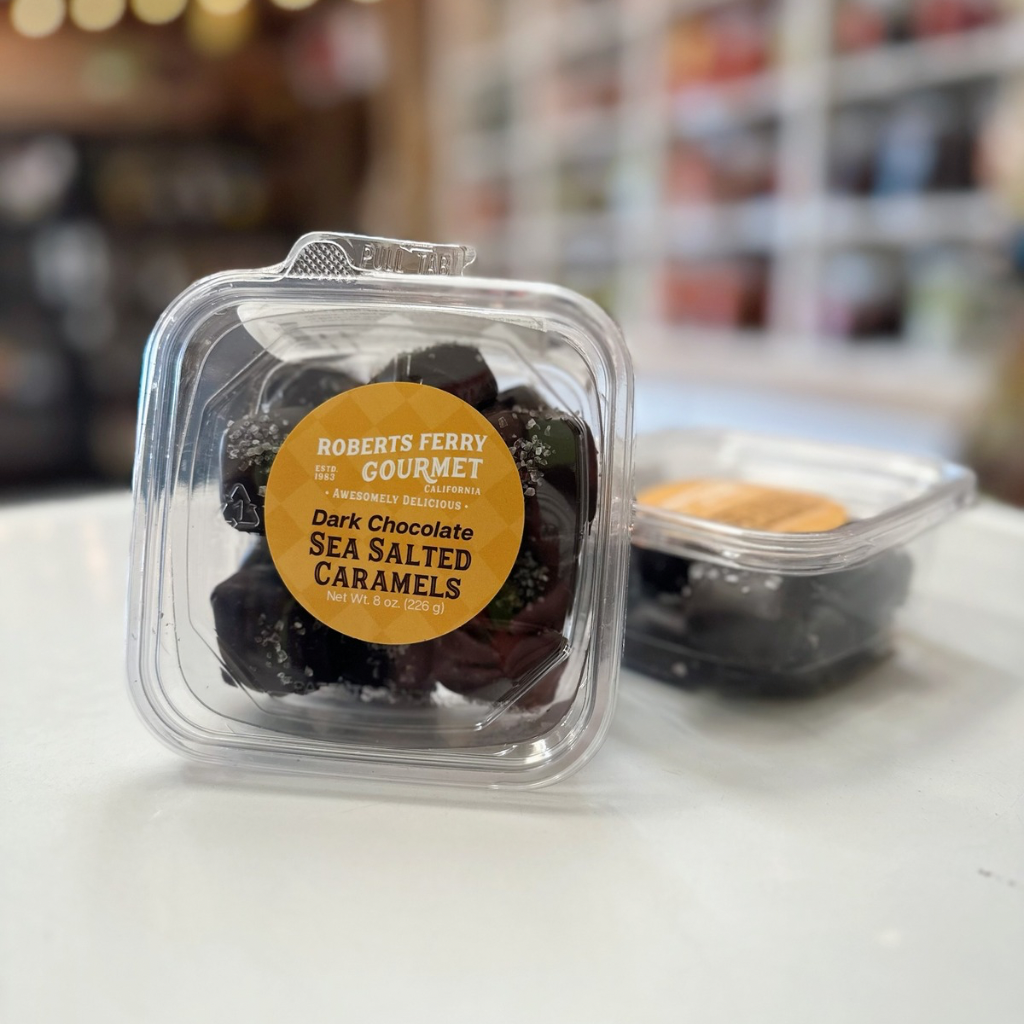 PULL TAB
ROBERTS FERRY
ESTD.
1983
GOURMET
CALIFORNIA
• AWESOMELY DELICIOUS •
Dark Chocolate
SEA SALTED
CARAMELS
Net Wt. 8 oz. (226 g)
1